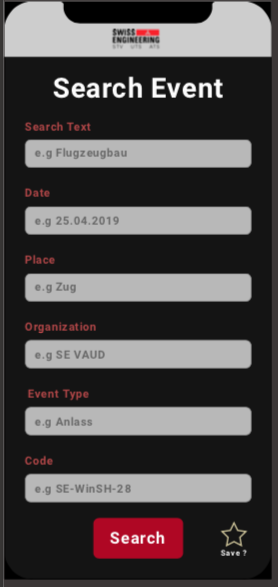 SWISS
ENGINEERING
STV UTS ATS
Search Event
Search Text
e.g Flugzeugbau
Date
e.g 25.04.2019
Place
e.g Zug
Organization
e.g SE VAUD
Event Type
e.g Anlass
Code
e.g SE-WinSH-28
Search
Save ?